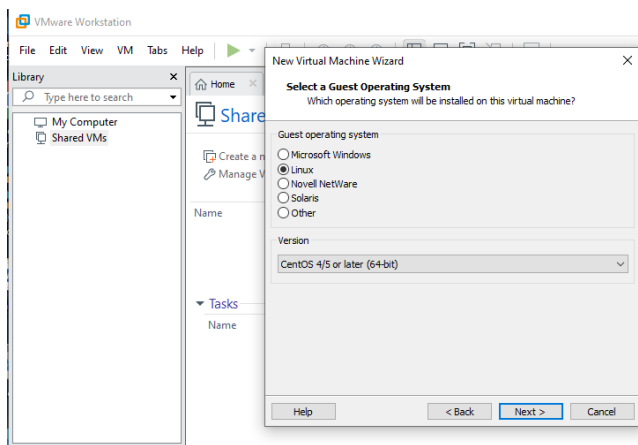 VMware Workstation
File Edit View VM Tabs Help
Library
Type here to search
My Computer
Shared VMs
Home
Share
Create a n
Manage V
Name
Tasks
Name
New Virtual Machine Wizard
Select a Guest Operating System
Which operating system will be installed on this virtual machine?
Guest operating system
Microsoft Windows
Linux
Novell NetWare
Solaris
Other
Version
CentOS 4/5 or later (64-bit)
Help
< Back
Next >
Cancel